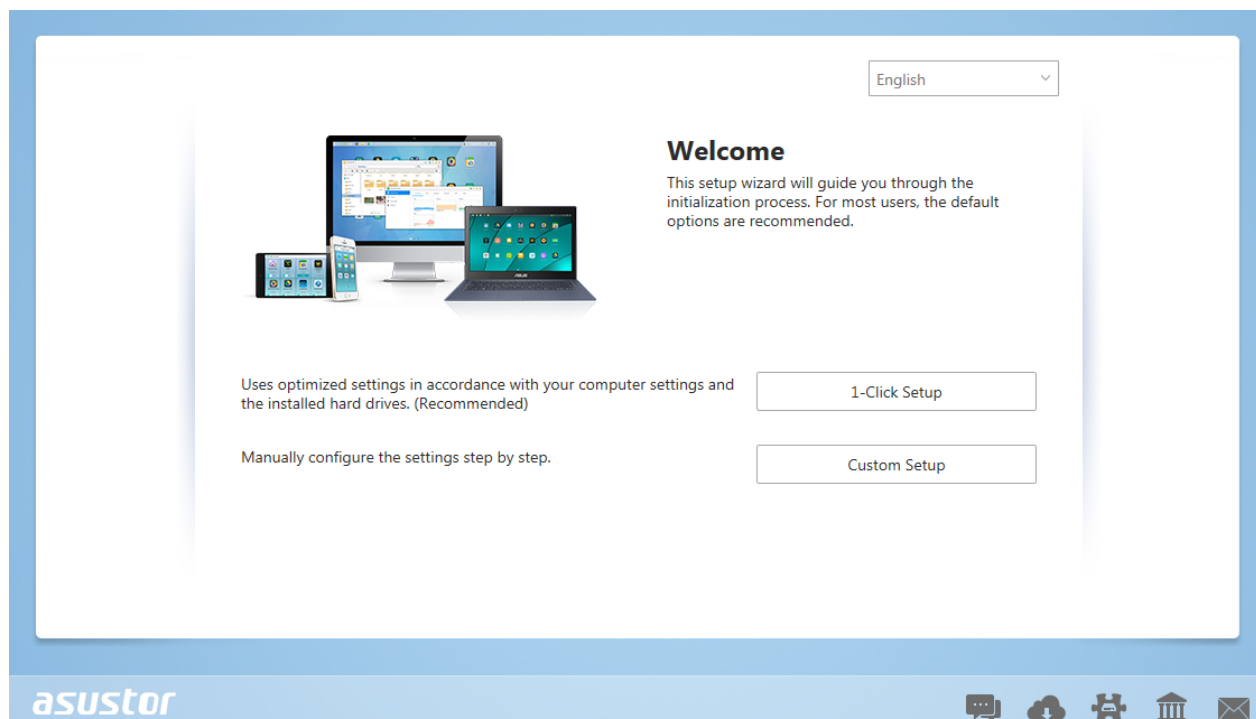 English
Welcome
This setup wizard will guide you through the
initialization process. For most users, the default
options are recommended.
Uses optimized settings in accordance with your computer settings and
the installed hard drives. (Recommended)
1-Click Setup
Manually configure the settings step by step.
Custom Setup
asustor